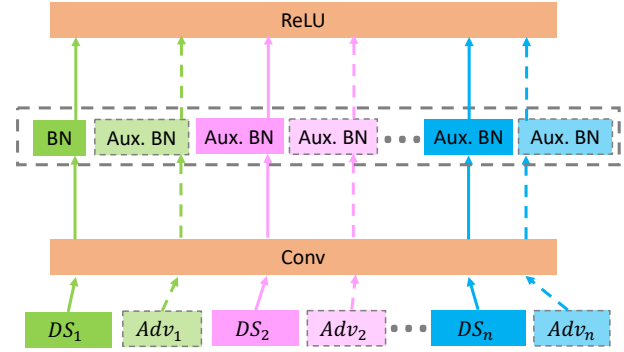 ReLU
BN Aux. BN Aux. BN Aux. BN Aux. BN Aux. BN
Conv
DS₁ Adv₁ DS₂ Adv₂ DSₙ Advₙ